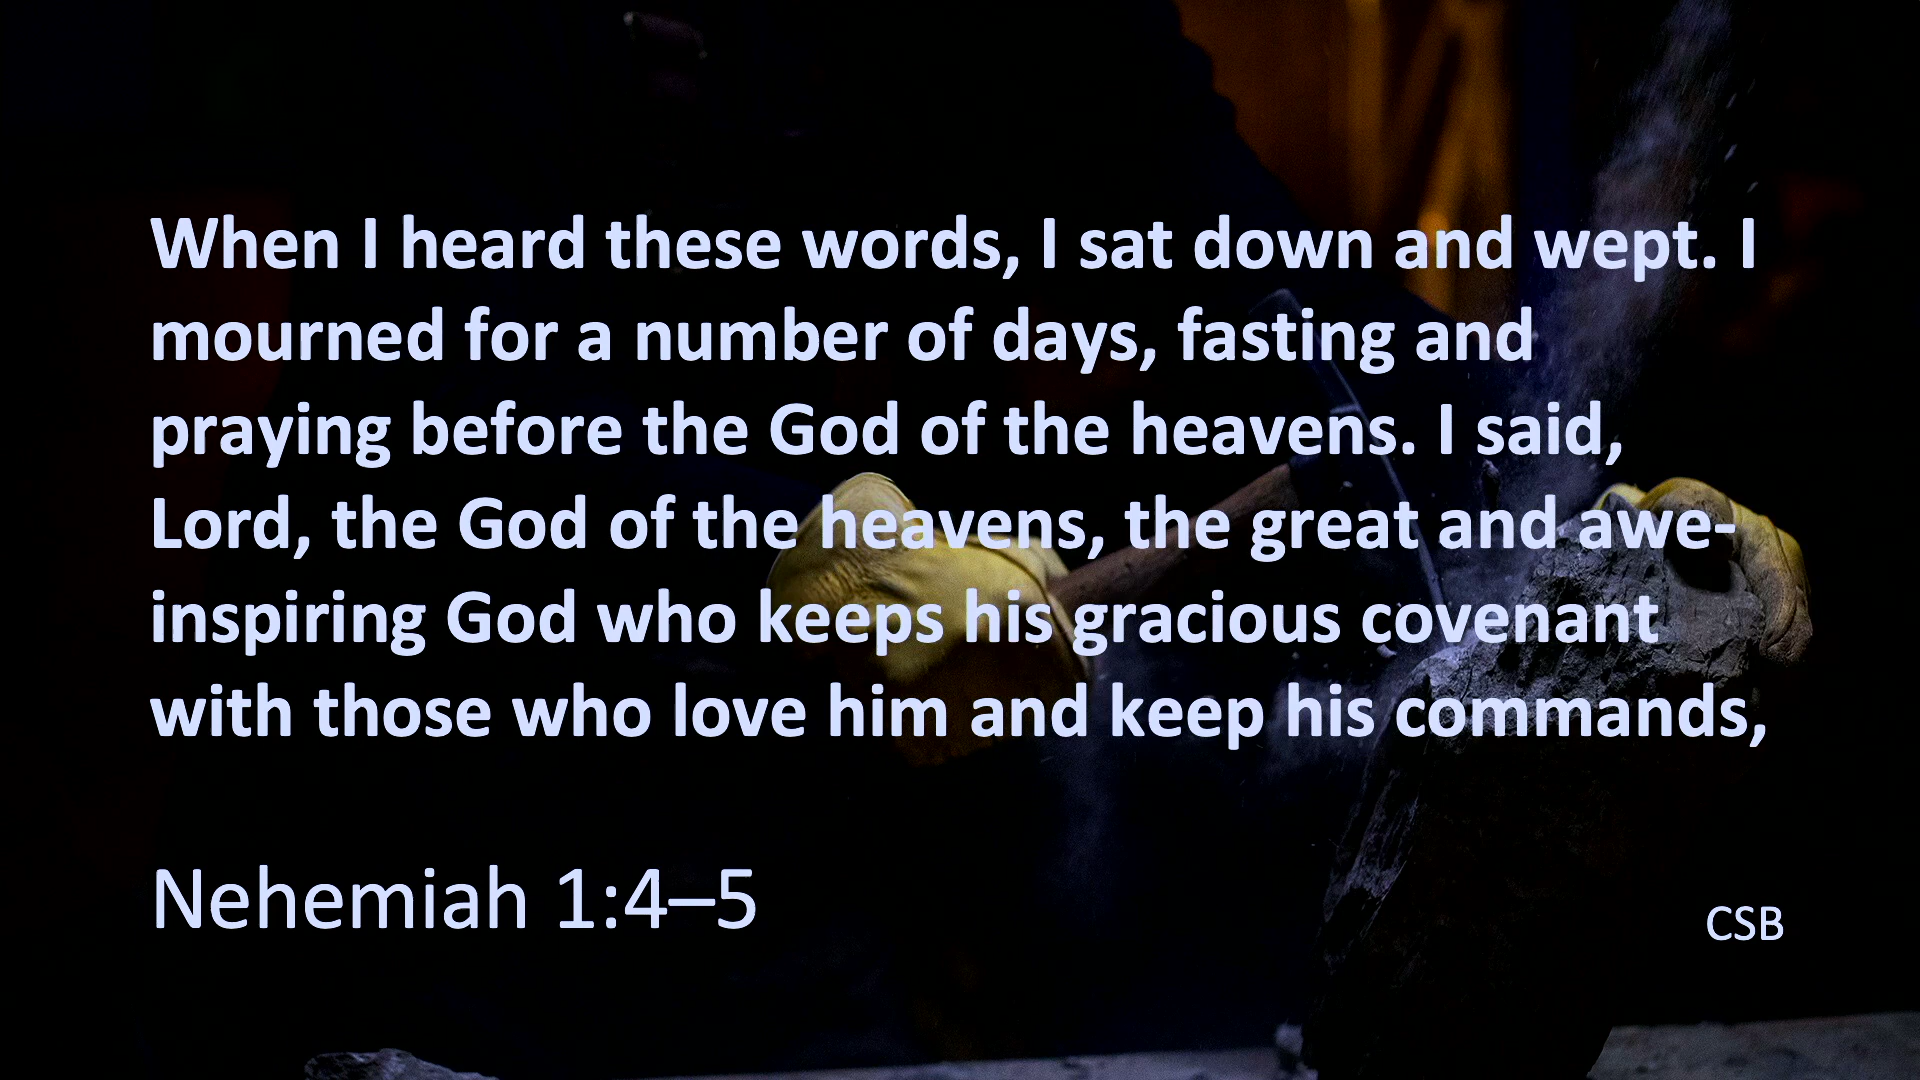 When I heard these words, I sat down and wept. I
mourned for a number of days, fasting and
praying before the God of the heavens. I said,
Lord, the God of the heavens, the great and awe-
inspiring God who keeps his gracious covenant
with those who love him and keep his commands,
Nehemiah 1:4–5
CSB